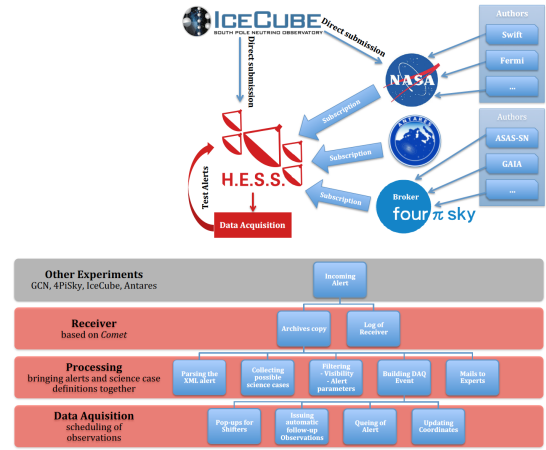 ICECUBE
SOUTH POLE NEUTRINO OBSERVATORY
Direct submission
Direct submission
Authors
Swift
Fermi
...
NASA
Subscription
ANTARES
Subscription
Authors
ASAS-SN
GAIA
...
Broker
four π sky
Subscription
H.E.S.S.
Test Alerts
Data Acquisition
Other Experiments
GCN, 4PiSky, IceCube, Antares
Incoming
Alert
Receiver
based on Comet
Archives copy
Log of
Receiver
Processing
bringing alerts and science case
definitions together
Parsing the
XML alert
Collecting
possible
science cases
Filtering
- Visibility
- Alert
parameters
Building DAQ
Event
Mails to
Experts
Data Aquisition
scheduling of
observations
Pop-ups for
Shifters
Issuing
automatic
follow-up
Observations
Queing of
Alert
Updating
Coordinates